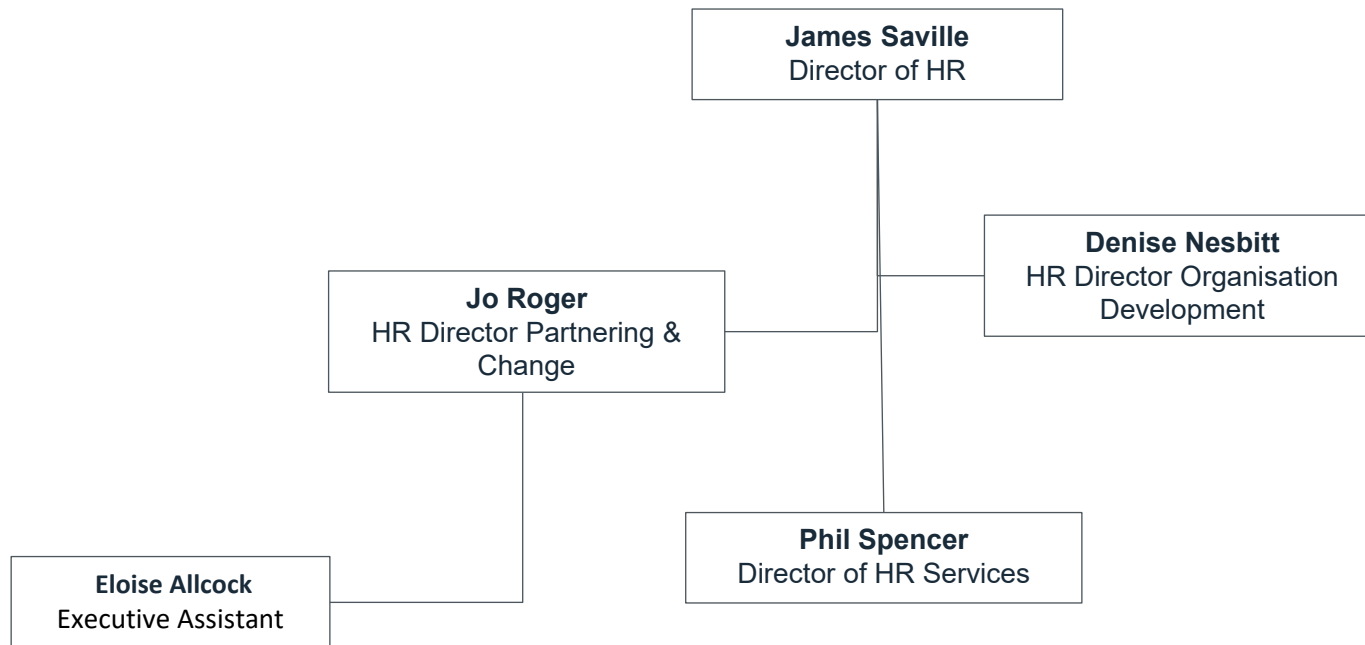 James Saville
Director of HR
Denise Nesbitt
HR Director Organisation
Development
Jo Roger
HR Director Partnering &
Change
Phil Spencer
Director of HR Services
Eloise Allcock
Executive Assistant